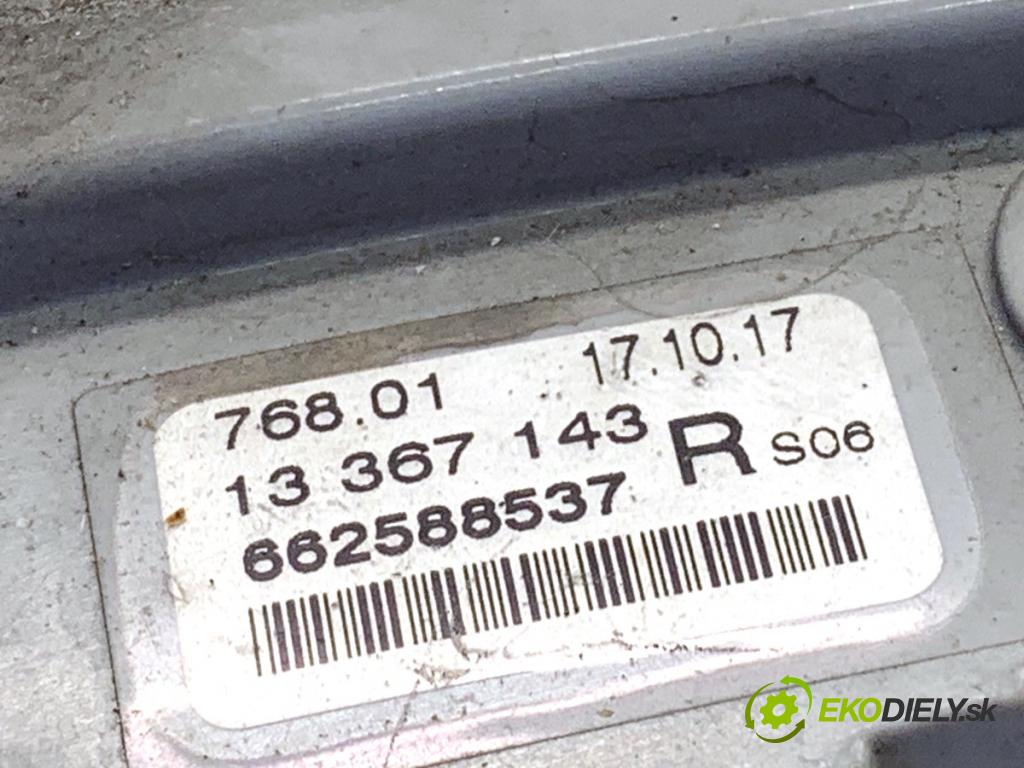 768.01 17.10.17
13 367 143 R S06
662588537
EKODIELY.sk